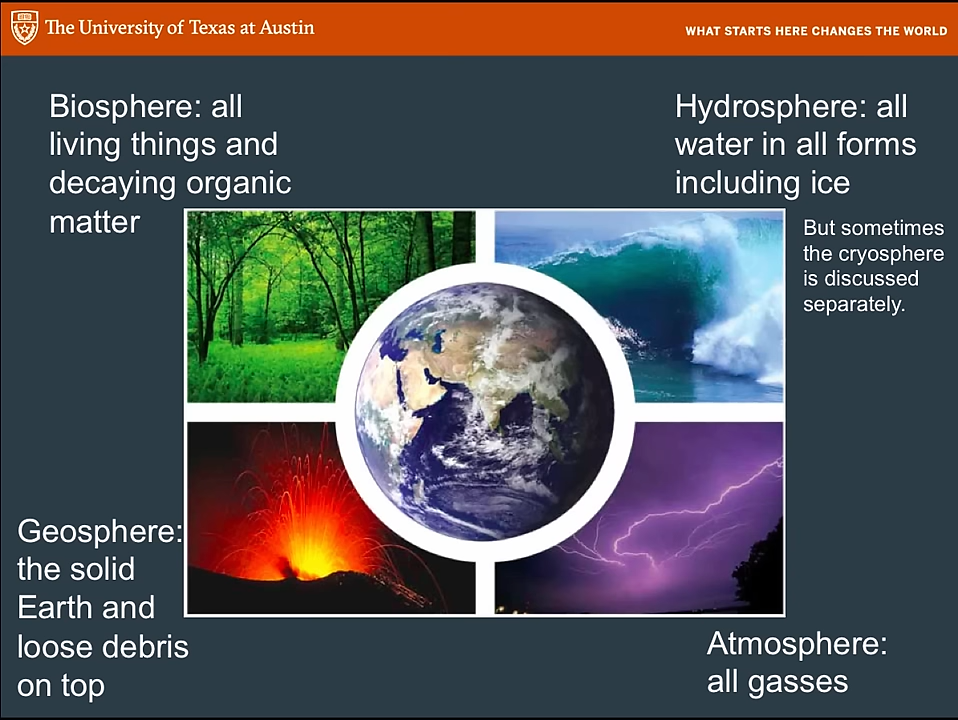 The University of Texas at Austin
WHAT STARTS HERE CHANGES THE WORLD
Biosphere: all
living things and
decaying organic
matter
Hydrosphere: all
water in all forms
including ice
But sometimes
the cryosphere
is discussed
separately.
Geosphere:
the solid
Earth and
loose debris
on top
Atmosphere:
all gasses